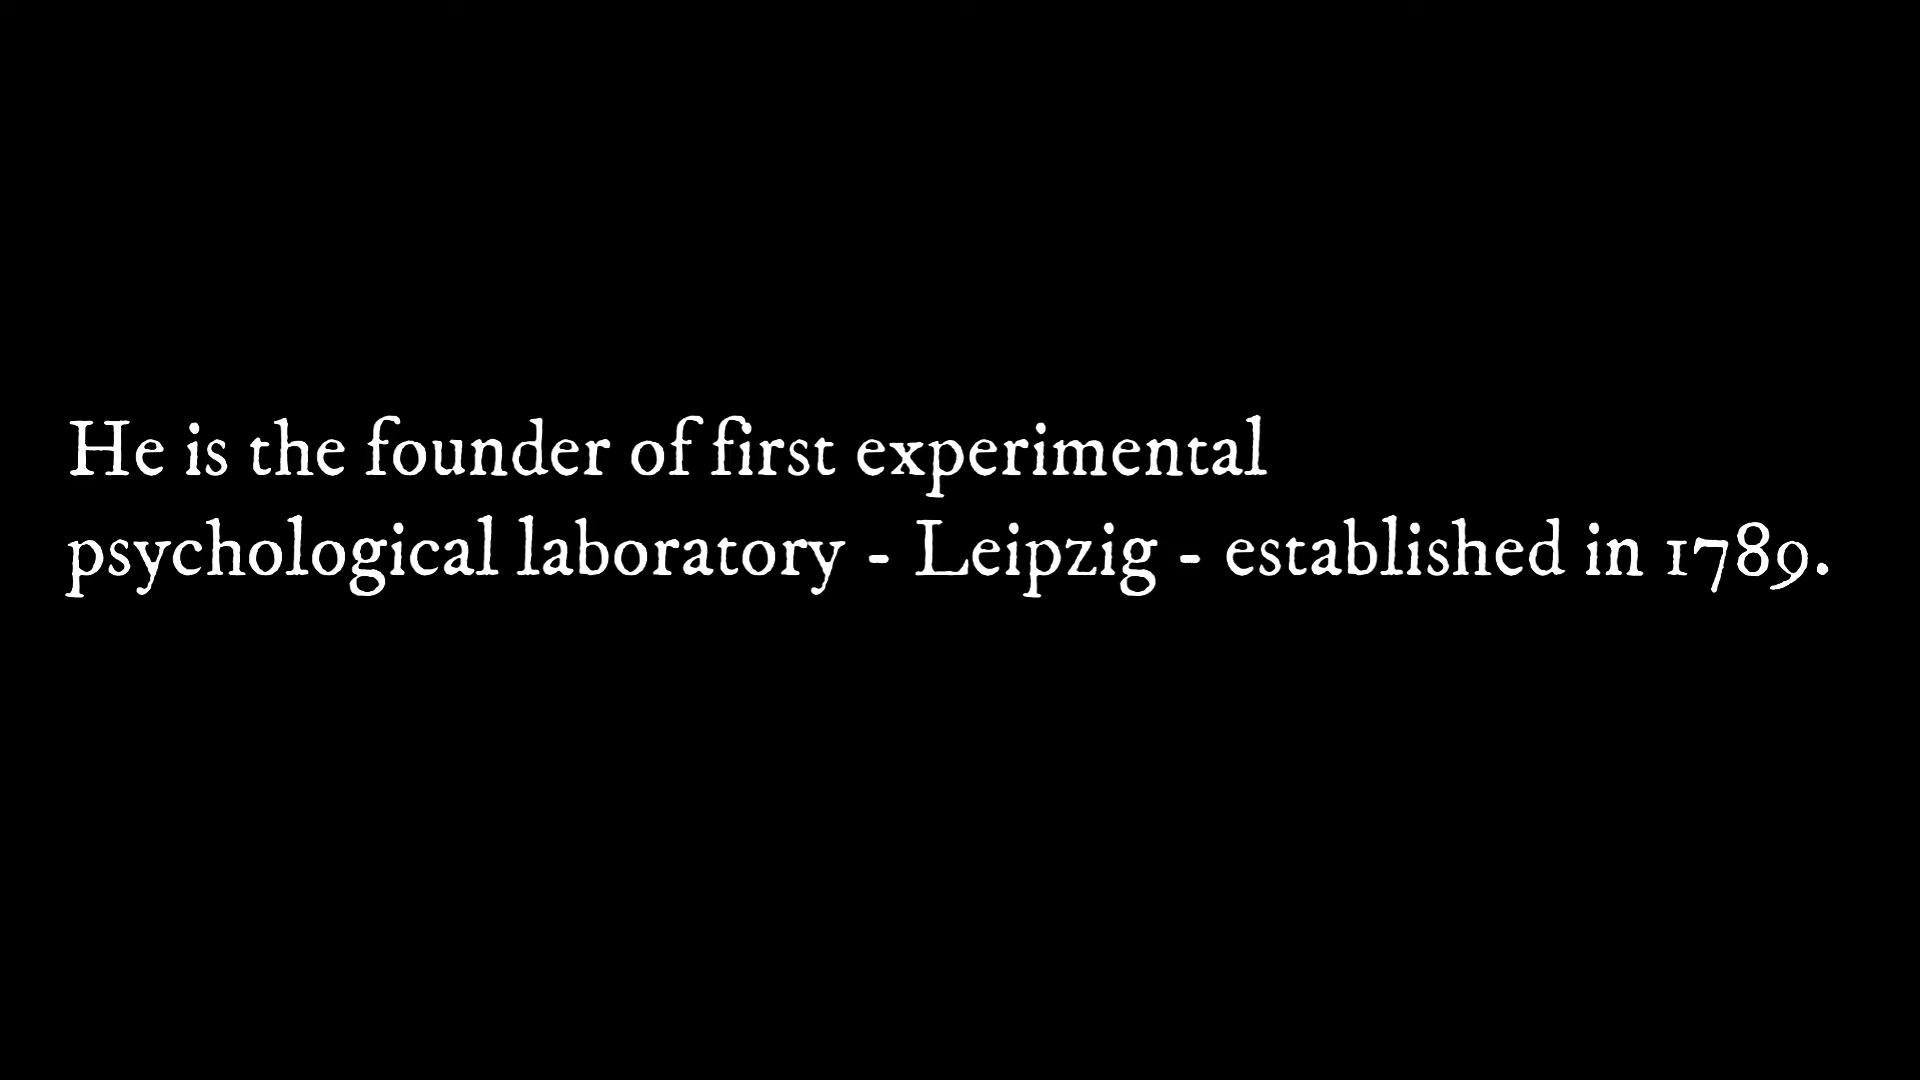 He is the founder of first experimental
psychological laboratory - Leipzig - established in 1789.